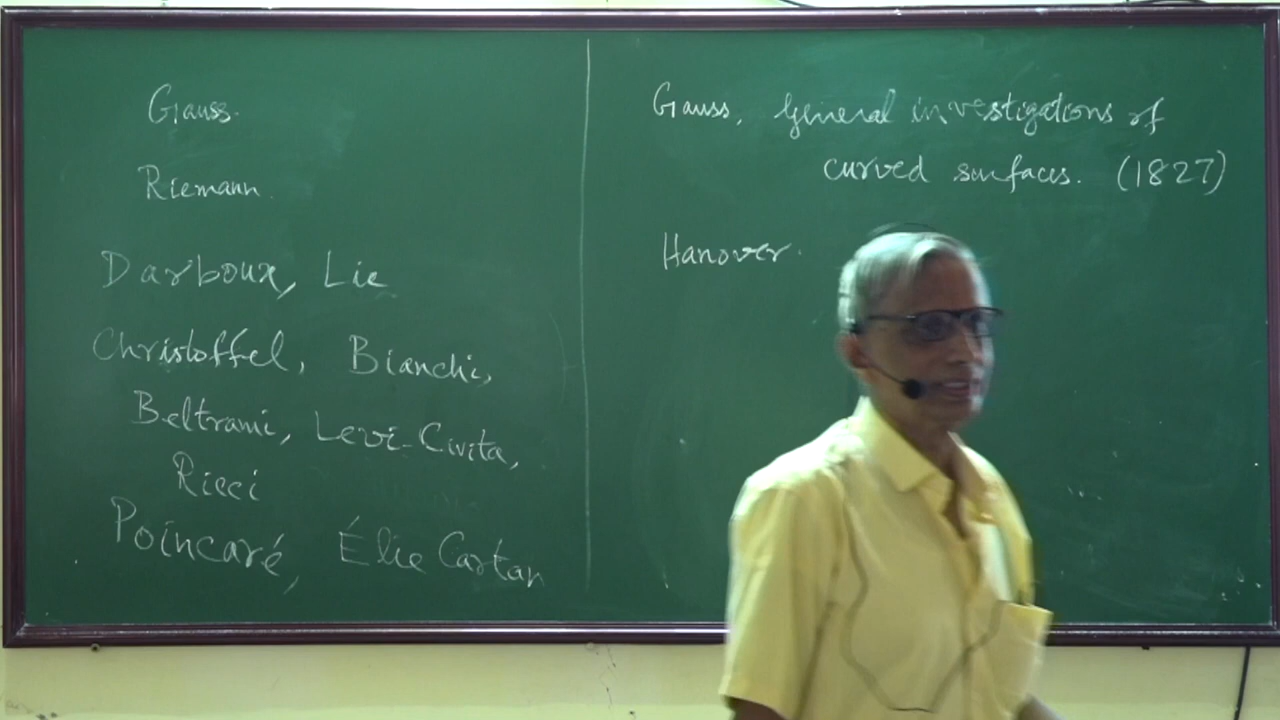 Gauss.
Riemann.
Darboux, Lie
Christoffel, Bianchi,
Beltrami, Levi-Civita,
Ricci
Poincaré, Élie Cartan
Gauss, General investigations of
curved surfaces. (1827)
Hanover.